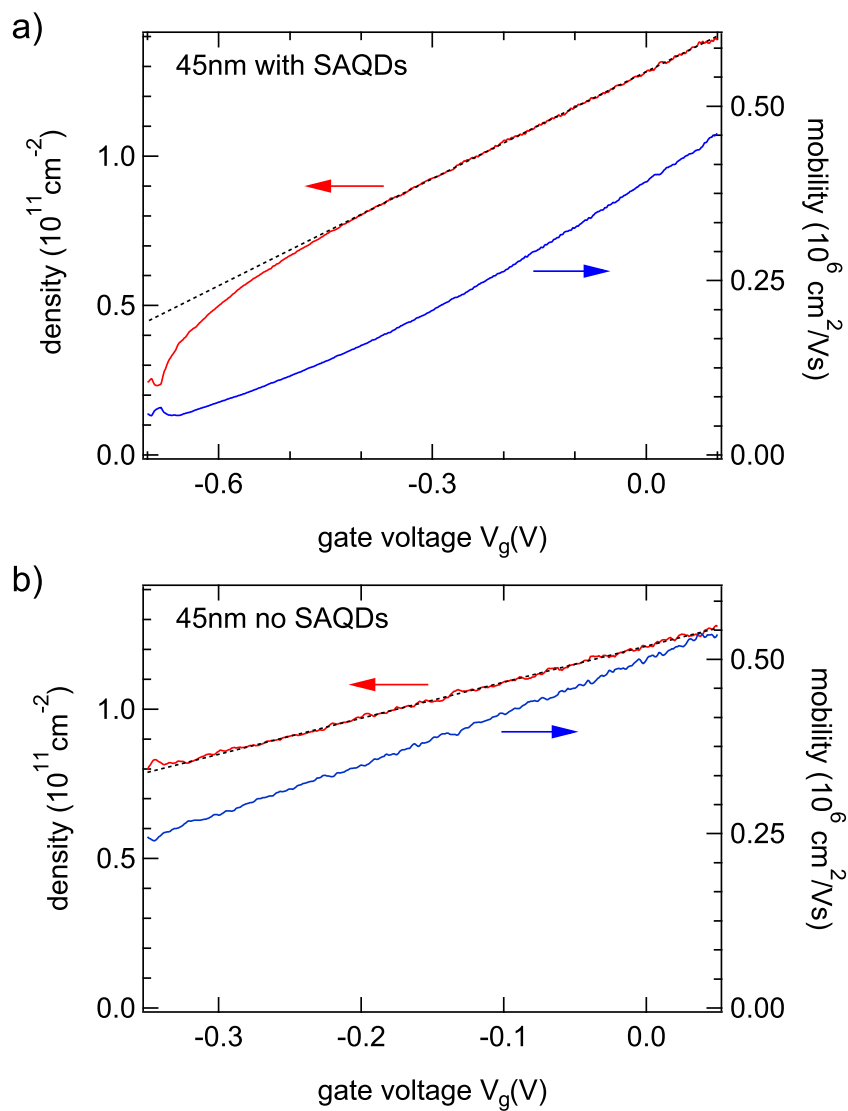 a)
45nm with SAQDs
density (10^11 cm^-2)
1.0
0.5
0.0
mobility (10^6 cm^2/Vs)
0.50
0.25
0.00
-0.6 -0.3 0.0
gate voltage V_g(V)
b)
45nm no SAQDs
density (10^11 cm^-2)
1.0
0.5
0.0
mobility (10^6 cm^2/Vs)
0.50
0.25
0.00
-0.3 -0.2 -0.1 0.0
gate voltage V_g(V)